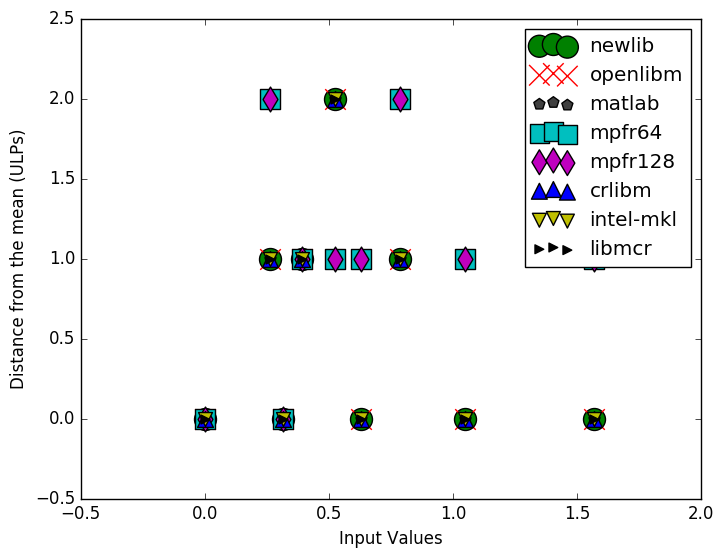 2.5
2.0
1.5
1.0
0.5
0.0
−0.5
−0.5
0.0
0.5
1.0
1.5
2.0
Distance from the mean (ULPs)
Input Values
newlib
openlibm
matlab
mpfr64
mpfr128
crlibm
intel-mkl
libmcr